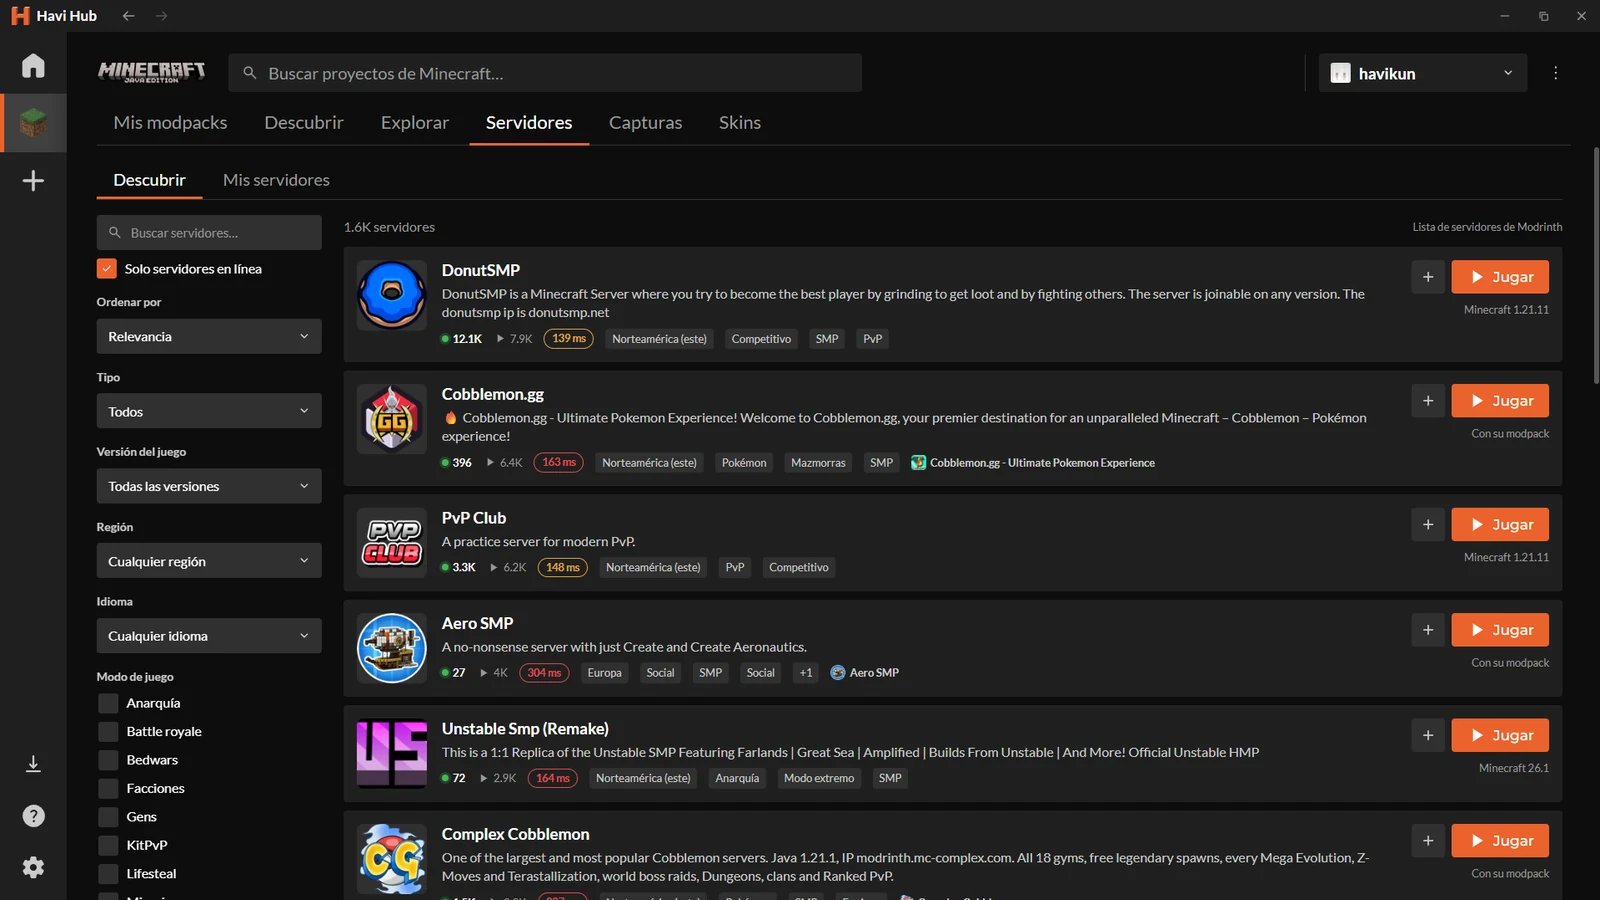 Havi Hub
MINECRAFT
JAVA EDITION
Buscar proyectos de Minecraft...
havikun
Mis modpacks
Descubrir
Explorar
Servidores
Capturas
Skins
Descubrir
Mis servidores
Buscar servidores...
Solo servidores en línea
Ordenar por
Relevancia
Tipo
Todos
Versión del juego
Todas las versiones
Región
Cualquier región
Idioma
Cualquier idioma
Modo de juego
Anarquía
Battle royale
Bedwars
Facciones
Gens
KitPvP
Lifesteal
1.6K servidores
Lista de servidores de Modrinth
DonutSMP
DonutSMP is a Minecraft Server where you try to become the best player by grinding to get loot and by fighting others. The server is joinable on any version. The
donutsmp ip is donutsmp.net
12.1K 7.9K 139 ms Norteamérica (este) Competitivo SMP PvP
+ Jugar
Minecraft 1.21.11
GG
Cobblemon.gg
🔥 Cobblemon.gg - Ultimate Pokemon Experience! Welcome to Cobblemon.gg, your premier destination for an unparalleled Minecraft – Cobblemon – Pokémon
experience!
396 6.4K 163 ms Norteamérica (este) Pokémon Mazmorras SMP Cobblemon.gg - Ultimate Pokemon Experience
+ Jugar
Con su modpack
PVP
CLUB
PvP Club
A practice server for modern PvP.
3.3K 6.2K 148 ms Norteamérica (este) PvP Competitivo
+ Jugar
Minecraft 1.21.11
Aero SMP
A no-nonsense server with just Create and Create Aeronautics.
27 4K 304 ms Europa Social SMP Social +1 Aero SMP
+ Jugar
Con su modpack
US
Unstable Smp (Remake)
This is a 1:1 Replica of the Unstable SMP Featuring Farlands | Great Sea | Amplified | Builds From Unstable | And More! Official Unstable HMP
72 2.9K 164 ms Norteamérica (este) Anarquía Modo extremo SMP
+ Jugar
Minecraft 26.1
CG
Complex Cobblemon
One of the largest and most popular Cobblemon servers. Java 1.21.1, IP modrinth.mc-complex.com. All 18 gyms, free legendary spawns, every Mega Evolution, Z-
Moves and Terastallization, world boss raids, Dungeons, clans and Ranked PvP.
+ Jugar
Con su modpack